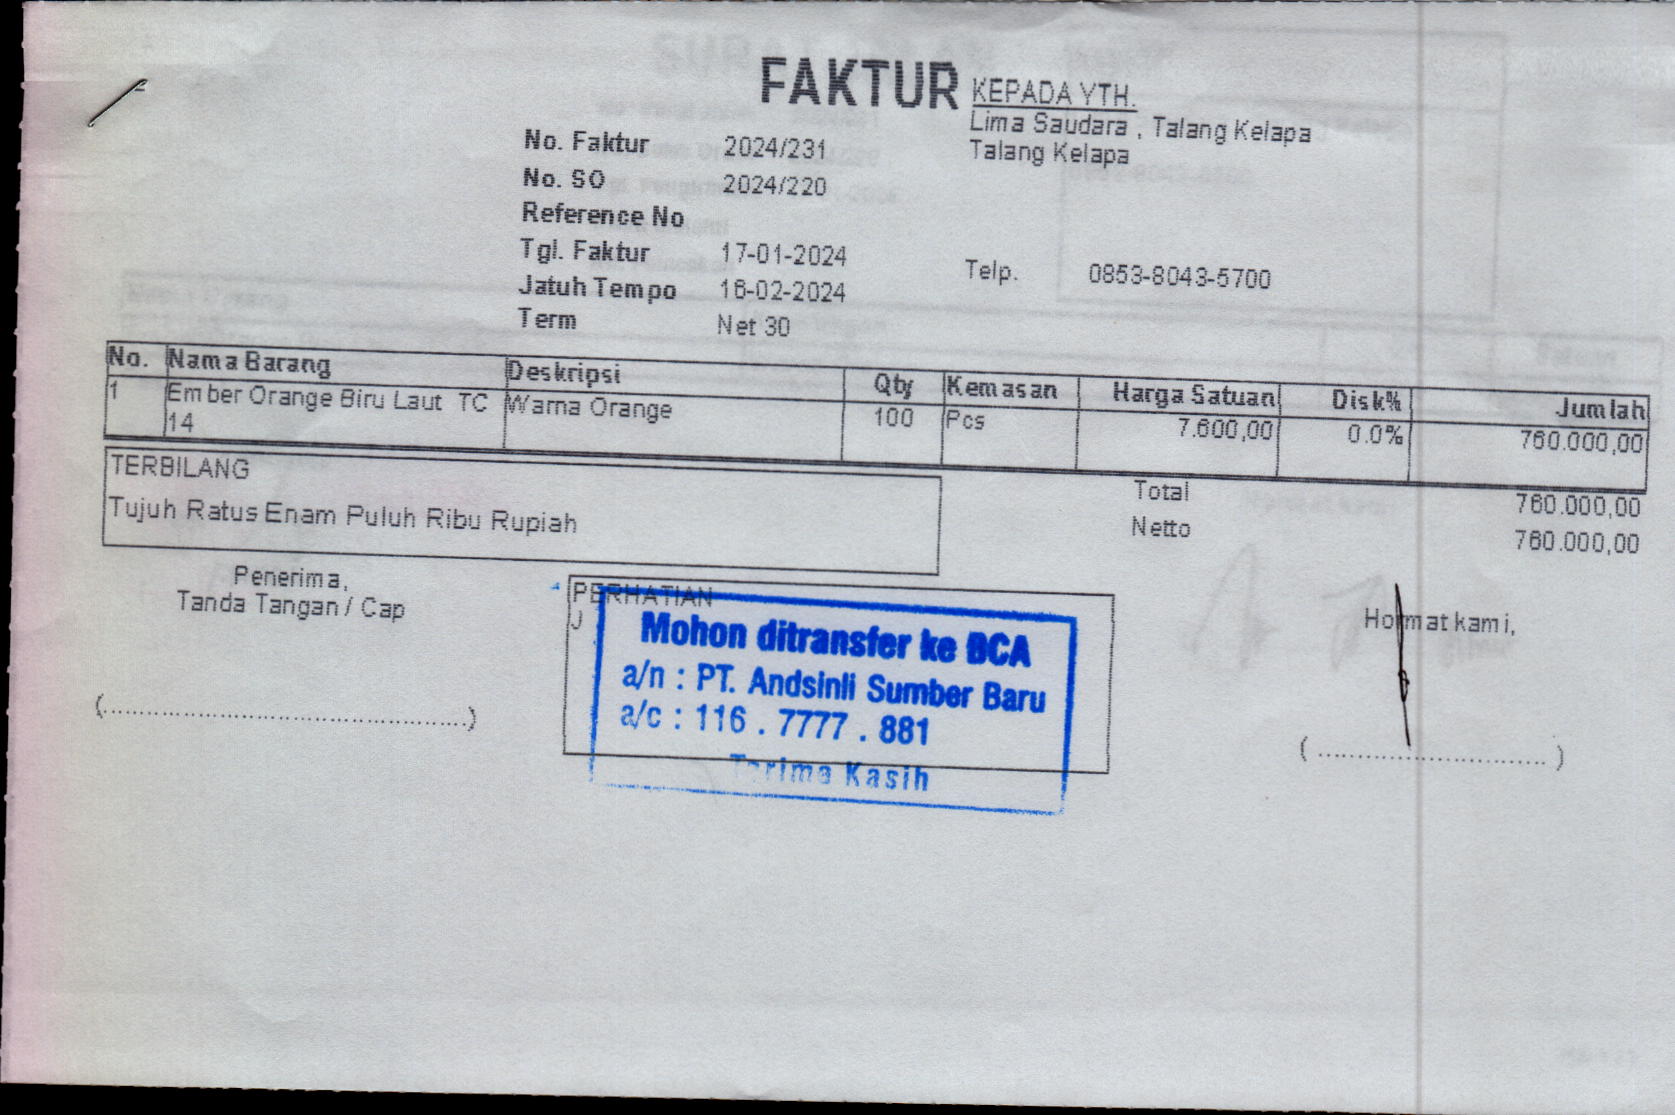 FAKTUR
KEPADA YTH.
Lima Saudara , Talang Kelapa
Talang Kelapa
No. Faktur 2024/231
No. SO 2024/220
Reference No
Tgl. Faktur 17-01-2024
Jatuh Tempo 16-02-2024
Term Net 30
Telp. 0853-8043-5700
No. Nama Barang Deskripsi Qty Kemasan Harga Satuan Disk% Jumlah
1 Ember Orange Biru Laut TC Warna Orange 100 Pcs 7.600,00 0.0% 760.000,00
14
TERBILANG
Tujuh Ratus Enam Puluh Ribu Rupiah
Total 760.000,00
Netto 760.000,00
Penerima,
Tanda Tangan / Cap
(..................................................)
PERHATIAN
J
Mohon ditransfer ke BCA
a/n : PT. Andsinli Sumber Baru
a/c : 116 . 7777 . 881
Terima Kasih
Hormat kami,
( ................................ )